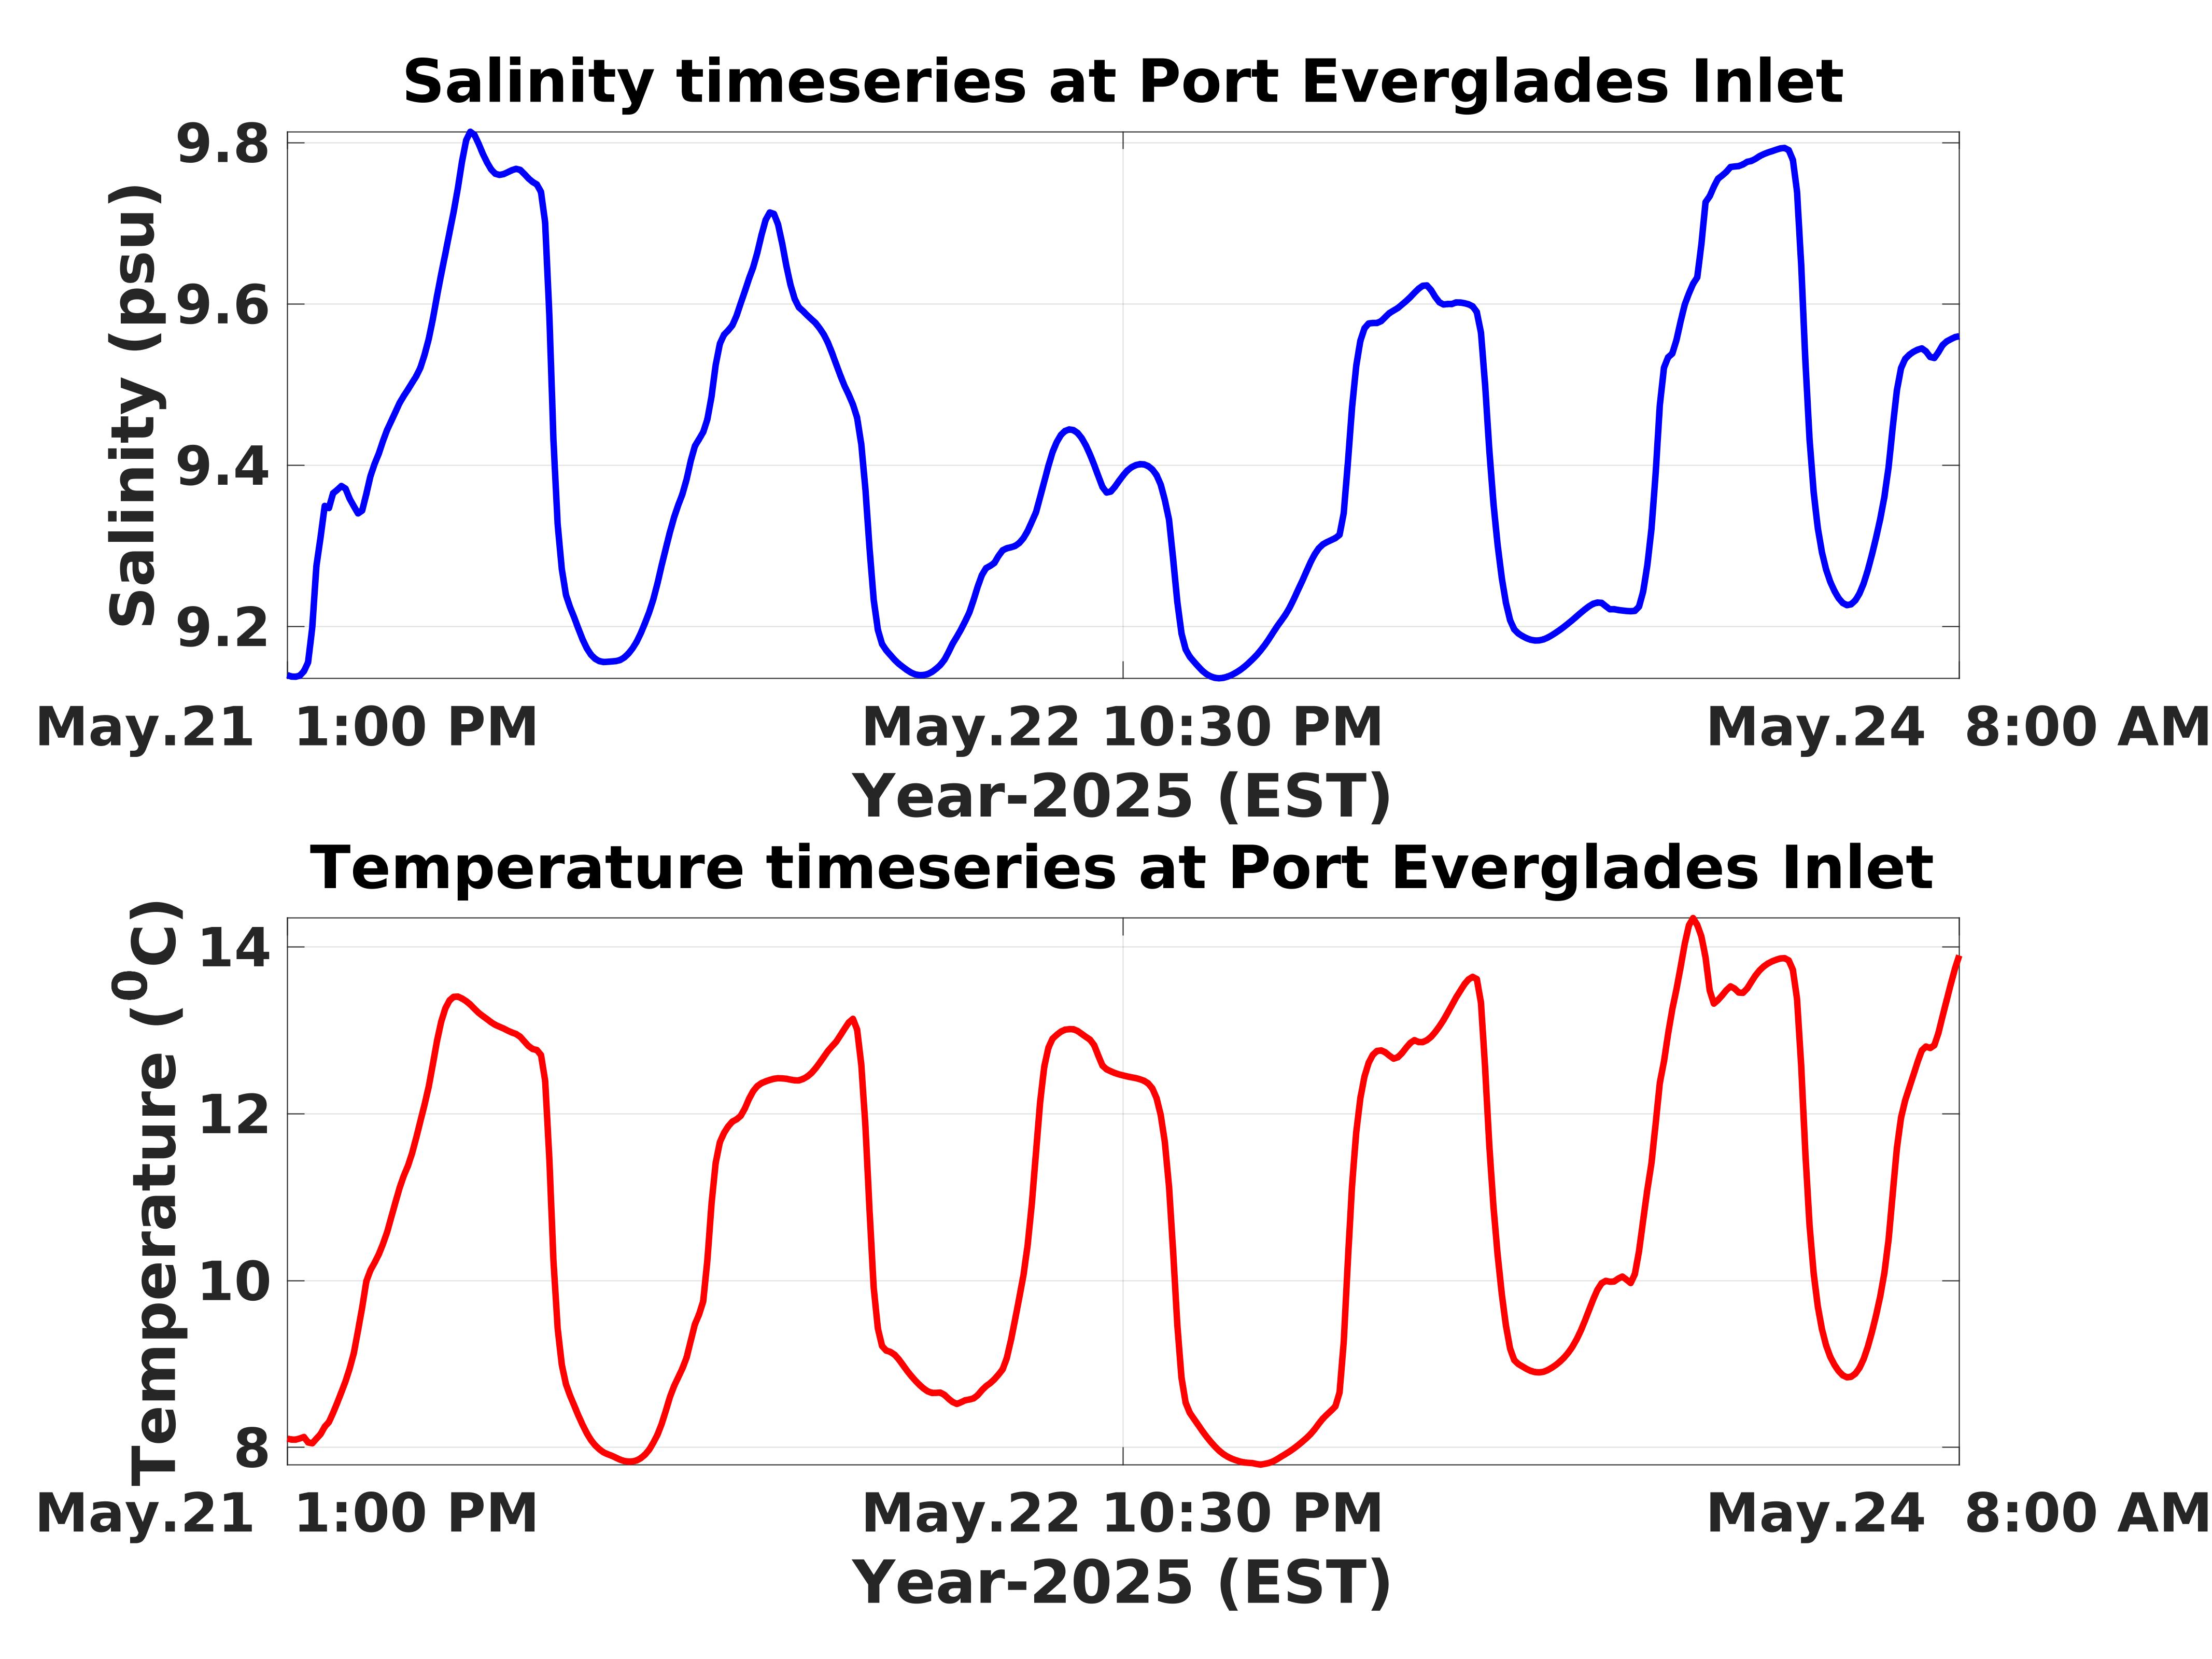 Salinity timeseries at Port Everglades Inlet
Salinity (psu)
9.8
9.6
9.4
9.2
May.21  1:00 PM
May.22 10:30 PM
May.24  8:00 AM
Year-2025 (EST)
Temperature timeseries at Port Everglades Inlet
Temperature (⁰C)
14
12
10
8
May.21  1:00 PM
May.22 10:30 PM
May.24  8:00 AM
Year-2025 (EST)